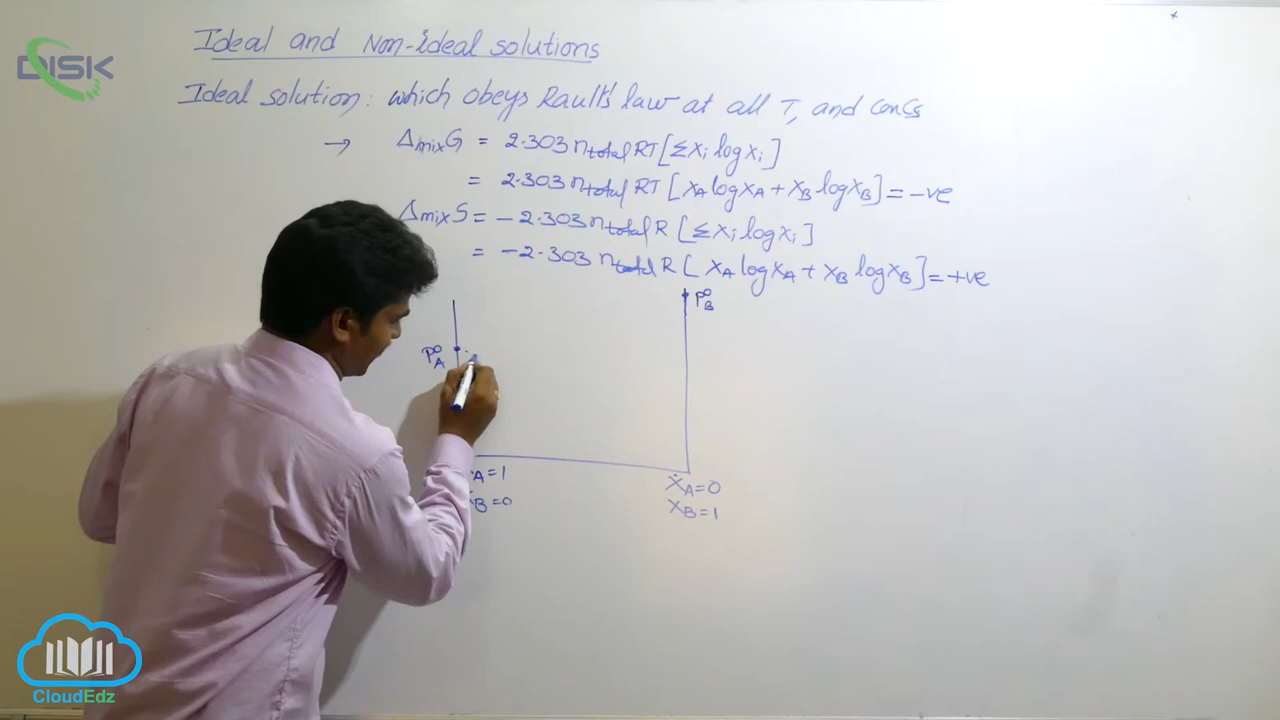 Ideal and Non-ideal solutions
DISK
Ideal solution: which obeys Rault's law at all T, and concs
→ ΔmixG = 2.303 ntotal RT [Σxi log xi]
= 2.303 ntotal RT [xA log xA + xB log xB] = -ve
ΔmixS = -2.303 ntotal R [Σxi log xi]
= -2.303 ntotal R [xA log xA + xB log xB] = +ve
P°B
P°A
A=1
XA=0
XB=0
XB=1
CloudEdz